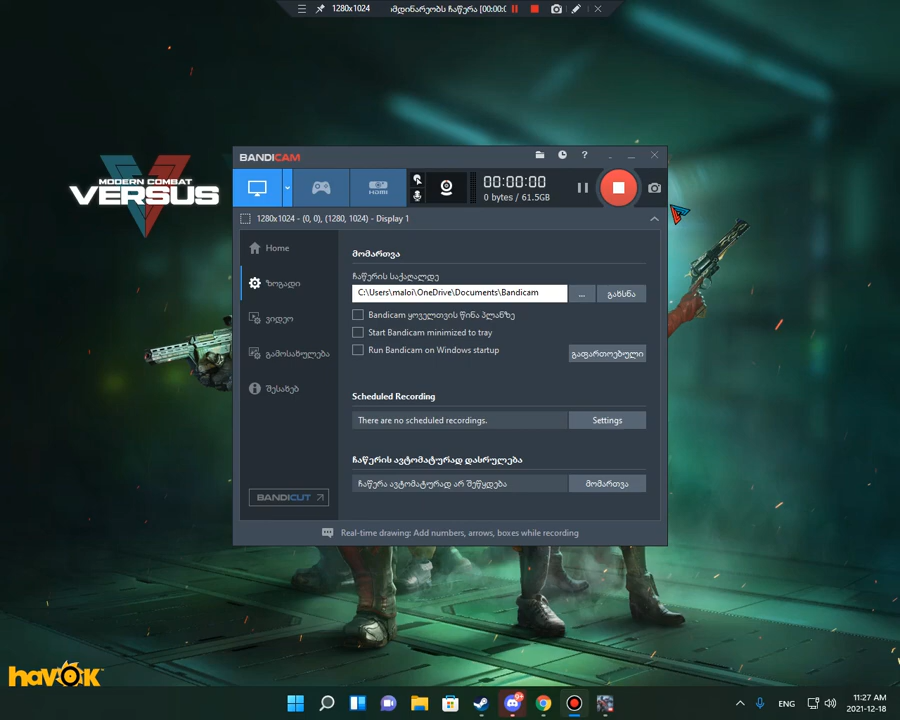 1280x1024
იმდინარეობს ჩაწერა [00:00:0
MODERN COMBAT
VERSUS
BANDICAM
HDMI
00:00:00
0 bytes / 61.5GB
1280x1024 - (0, 0), (1280, 1024) - Display 1
Home
ზოგადი
ვიდეო
გამოსახულება
შესახებ
BANDICUT
მომართვა
ჩაწერის საქაღალდე
C:\Users\maloi\OneDrive\Documents\Bandicam
...
გახსნა
Bandicam ყოველთვის წინა პლანზე
Start Bandicam minimized to tray
Run Bandicam on Windows startup
გაფართოებული
Scheduled Recording
There are no scheduled recordings.
Settings
ჩაწერის ავტომატურად დასრულება
ჩაწერა ავტომატურად არ შეწყდება
მომართვა
Real-time drawing: Add numbers, arrows, boxes while recording
havok
ENG
11:27 AM
2021-12-18